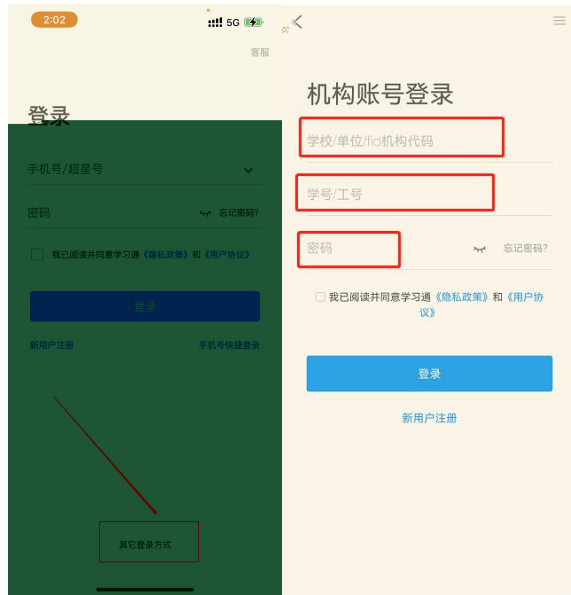 2:02
5G
客服
登录
手机号/超星号
密码
忘记密码?
我已阅读并同意学习通《隐私政策》和《用户协议》
登录
新用户注册
手机号快捷登录
其它登录方式
机构账号登录
学校/单位/fid机构代码
学号/工号
密码
忘记密码?
我已阅读并同意学习通《隐私政策》和《用户协
议》
登录
新用户注册